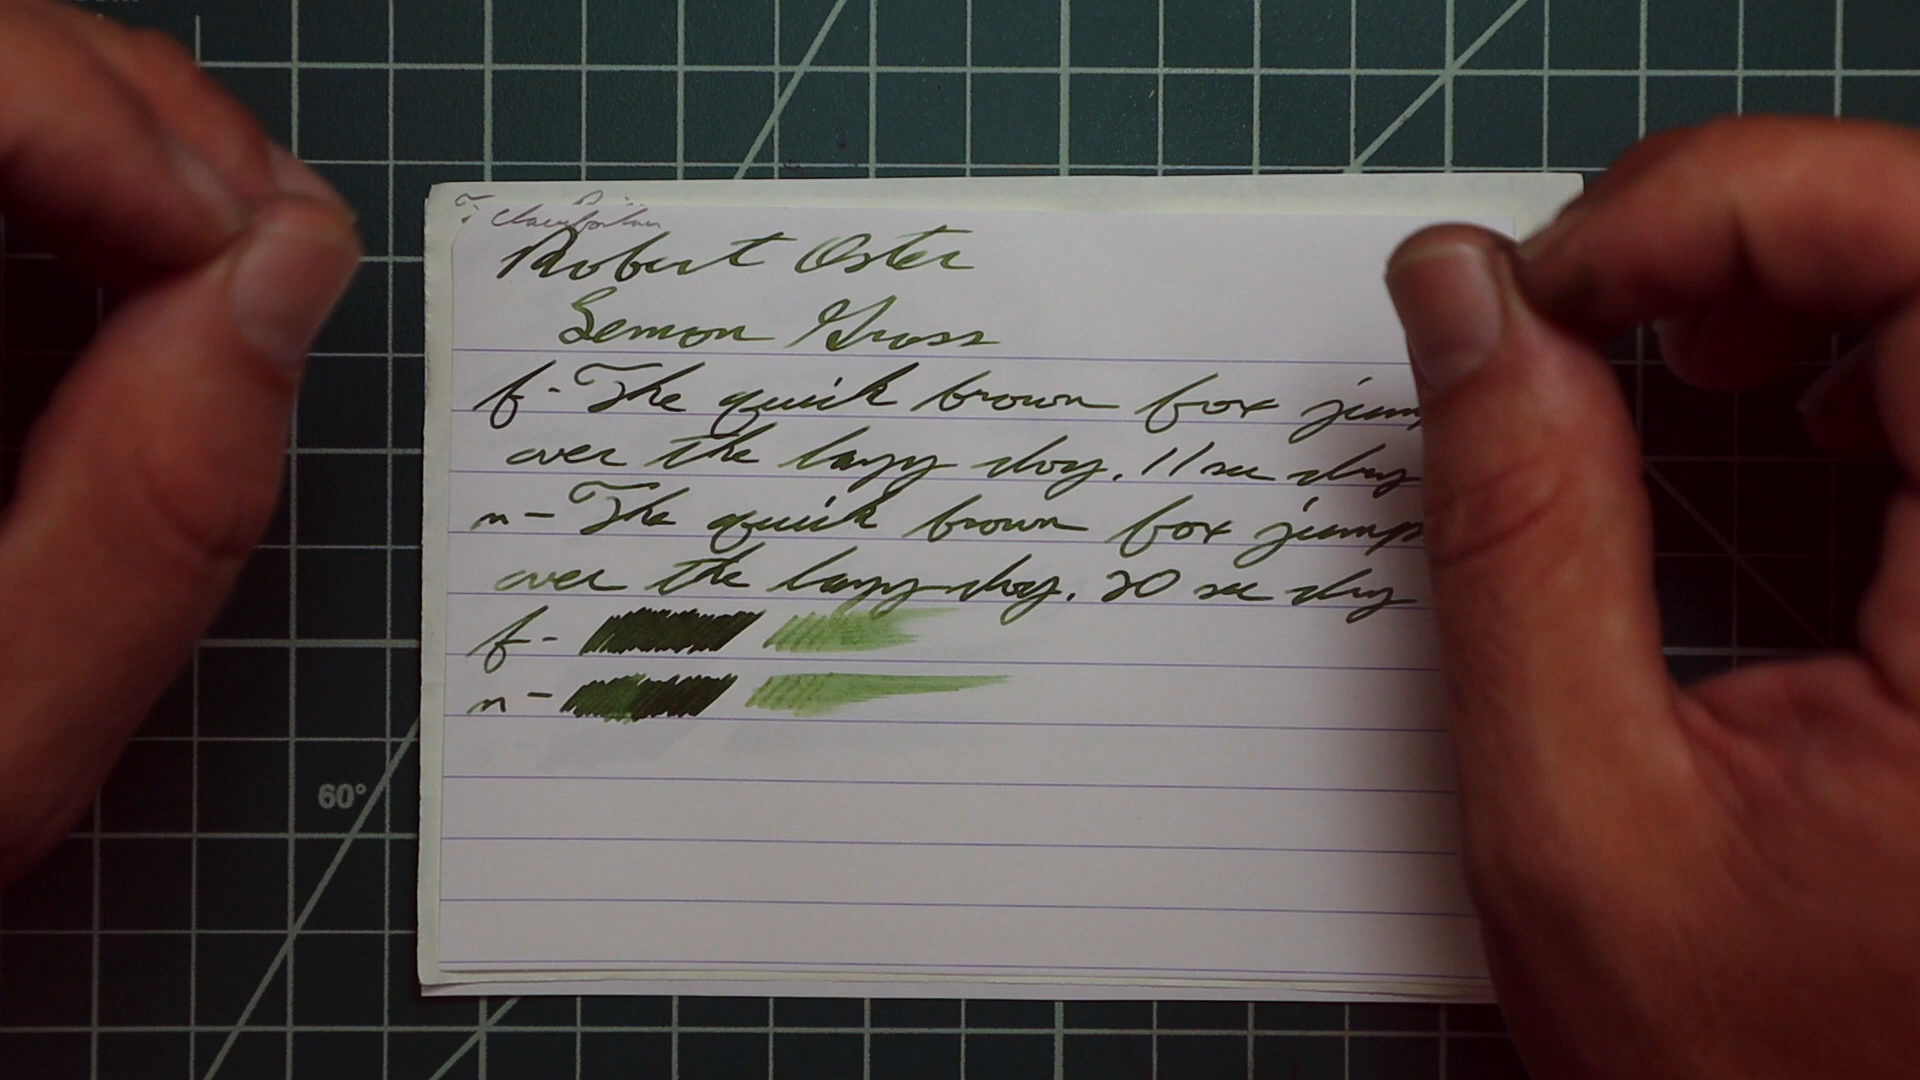 Robert Oster
Lemon Grass
f - The quick brown fox jump
over the lazy dog. 11 sec dry
m - The quick brown fox jump
over the lazy dog. 20 sec dry
f -
m -
60°